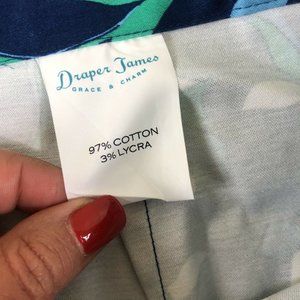 Draper James
GRACE & CHARM
97% COTTON
3% LYCRA